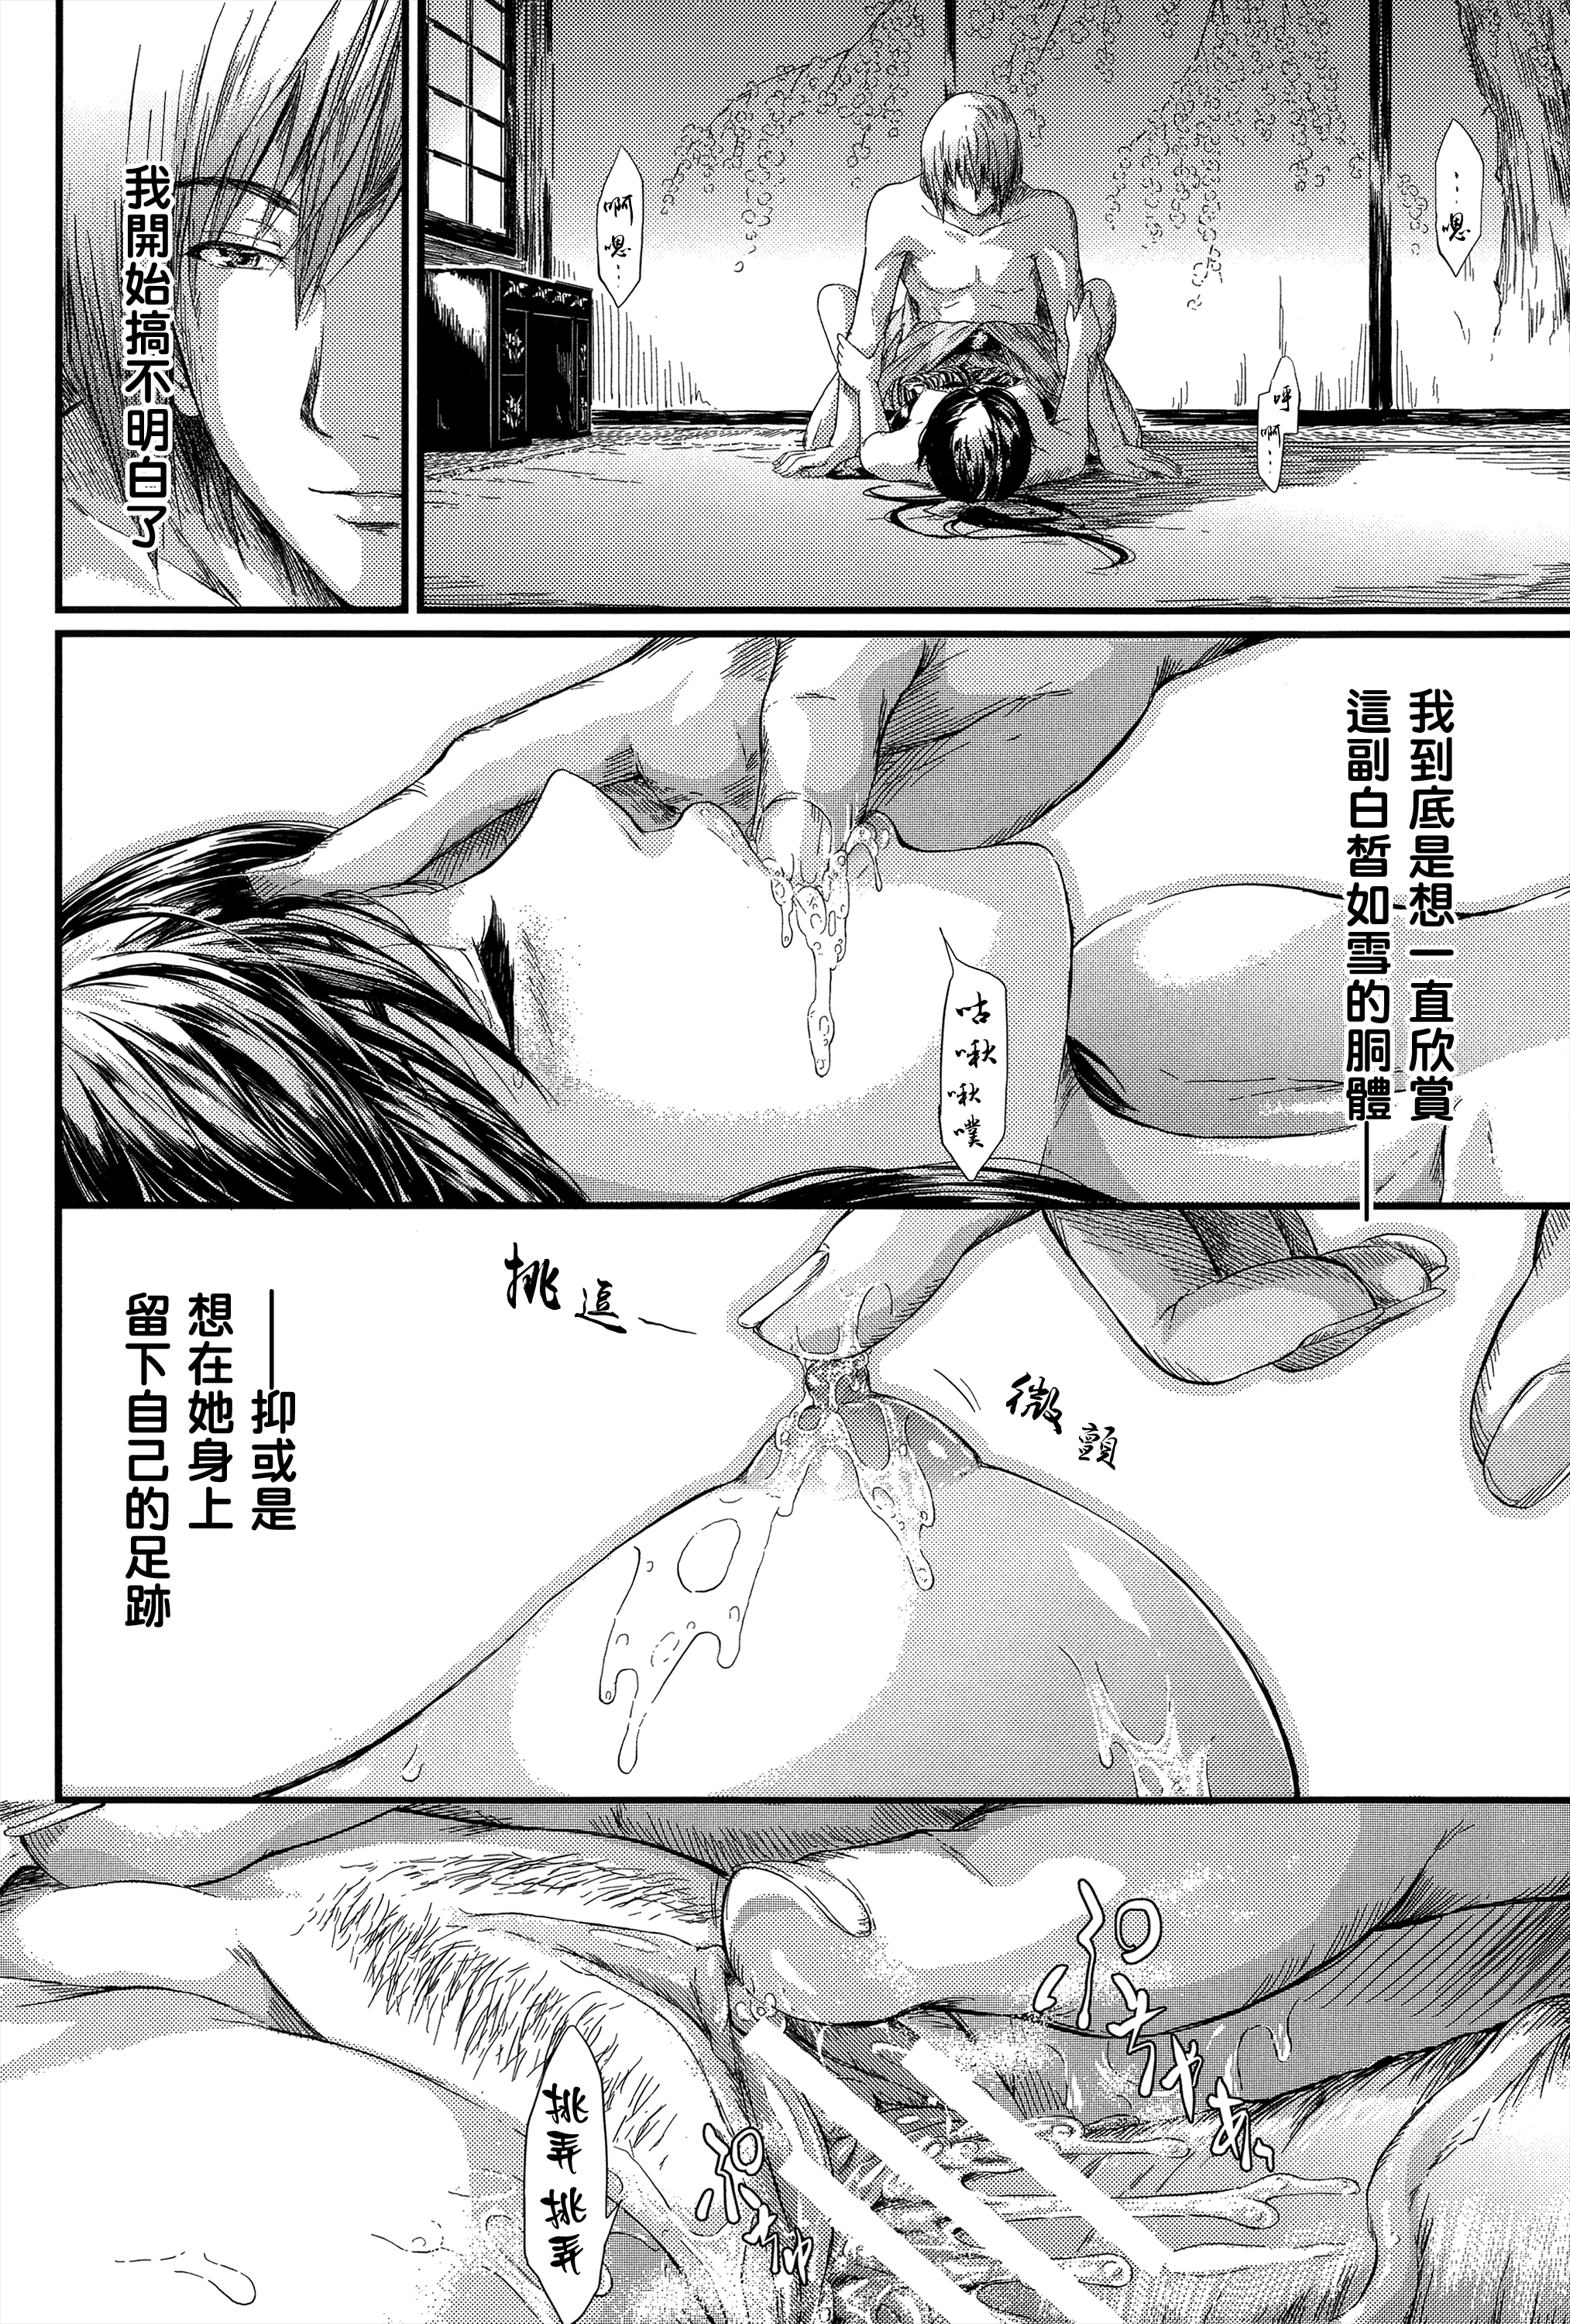 …嗯
呼啊…
啊嗯…
我開始搞不明白了
我到底是想一直欣賞
這副白皙如雪的胴體——
咕啾啾噗
挑逗
微顫
——抑或是
想在她身上
留下自己的足跡
挑弄挑弄